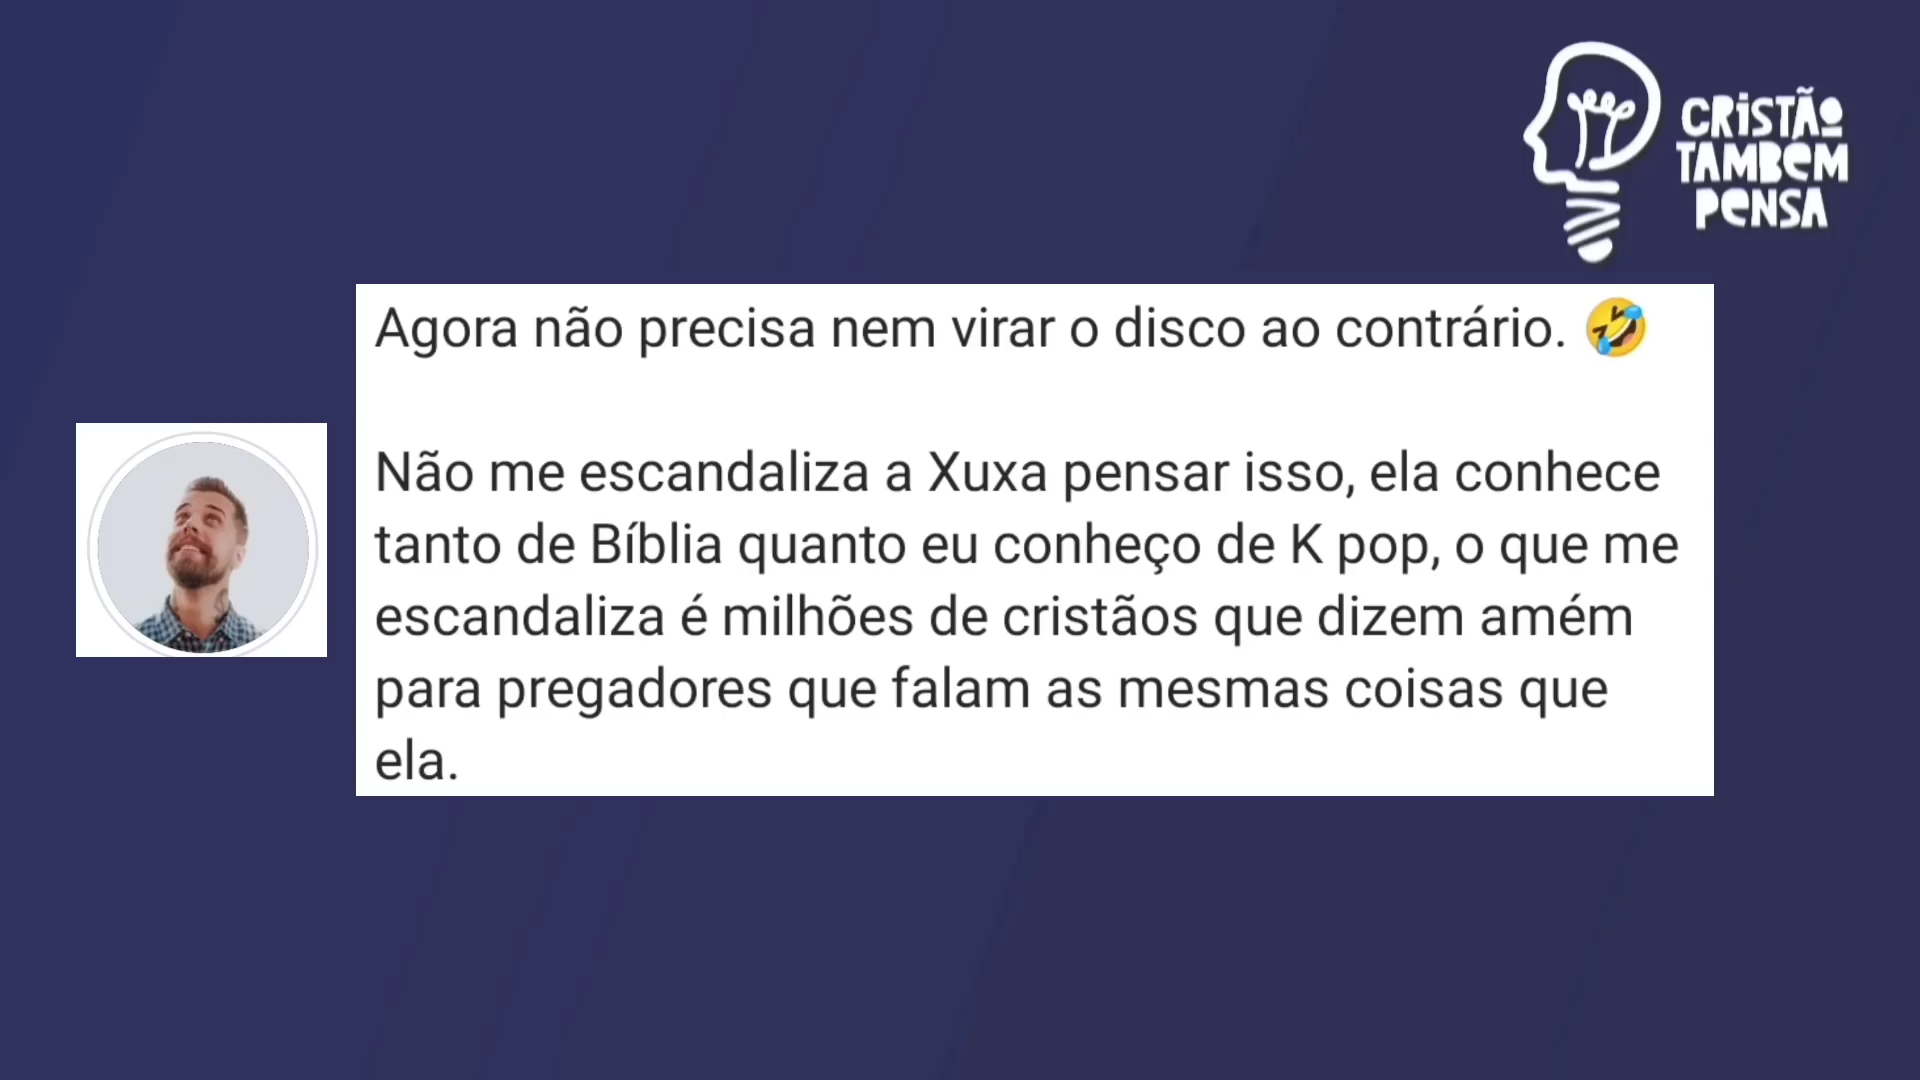 CRISTÃO
TAMBÉM
PENSA
Agora não precisa nem virar o disco ao contrário. 🤣
Não me escandaliza a Xuxa pensar isso, ela conhece
tanto de Bíblia quanto eu conheço de K pop, o que me
escandaliza é milhões de cristãos que dizem amém
para pregadores que falam as mesmas coisas que
ela.